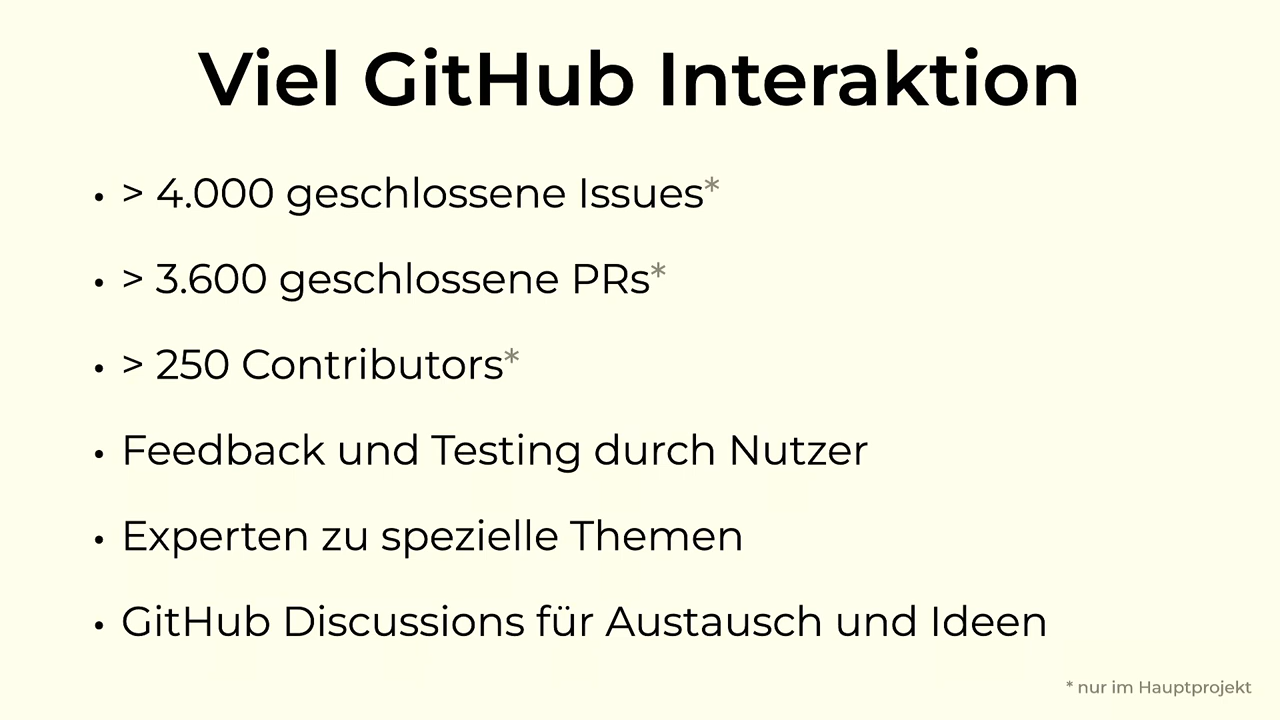 Viel GitHub Interaktion
• > 4.000 geschlossene Issues*
• > 3.600 geschlossene PRs*
• > 250 Contributors*
• Feedback und Testing durch Nutzer
• Experten zu spezielle Themen
• GitHub Discussions für Austausch und Ideen
* nur im Hauptprojekt